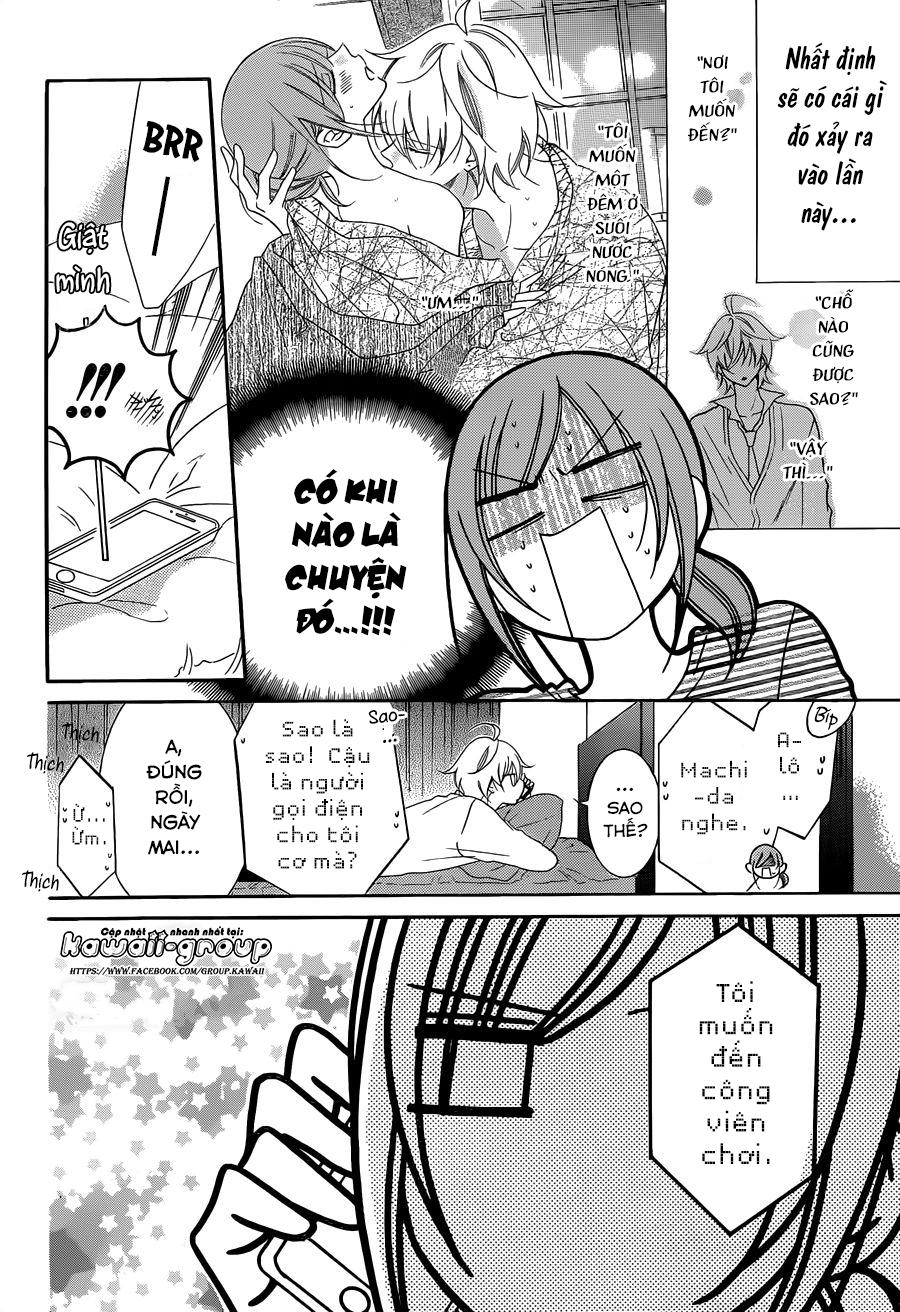 Nhất định
sẽ có cái gì
đó xảy ra
vào lần
này...
"NƠI
TÔI
MUỐN
ĐẾN?"
"CHỖ
NÀO
CŨNG
ĐƯỢC
SAO?"
"VẬY
THÌ..."
"TÔI
MUỐN
MỘT
ĐÊM Ở
SUỐI
NƯỚC
NÓNG."
"ƯM..."
CÓ KHI
NÀO LÀ
CHUYỆN
ĐÓ...!!!
BRR
Giật
mình
!!!
Bíp
A-
lô
...
Machi
-da
nghe.
...
SAO
THẾ?
Sao-
...
Sao là
sao! Cậu
là người
gọi điện
cho tôi
cơ mà?
A,
ĐÚNG
RỒI,
NGÀY
MAI...
Thịch
Thịch
Ừ...
Ừm.
Thịch
Tôi
muốn
đến
công
viên
chơi.
Cập nhật nhanh nhất tại:
kawaii-group
HTTPS://WWW.FACEBOOK.COM/GROUP.KAWAII